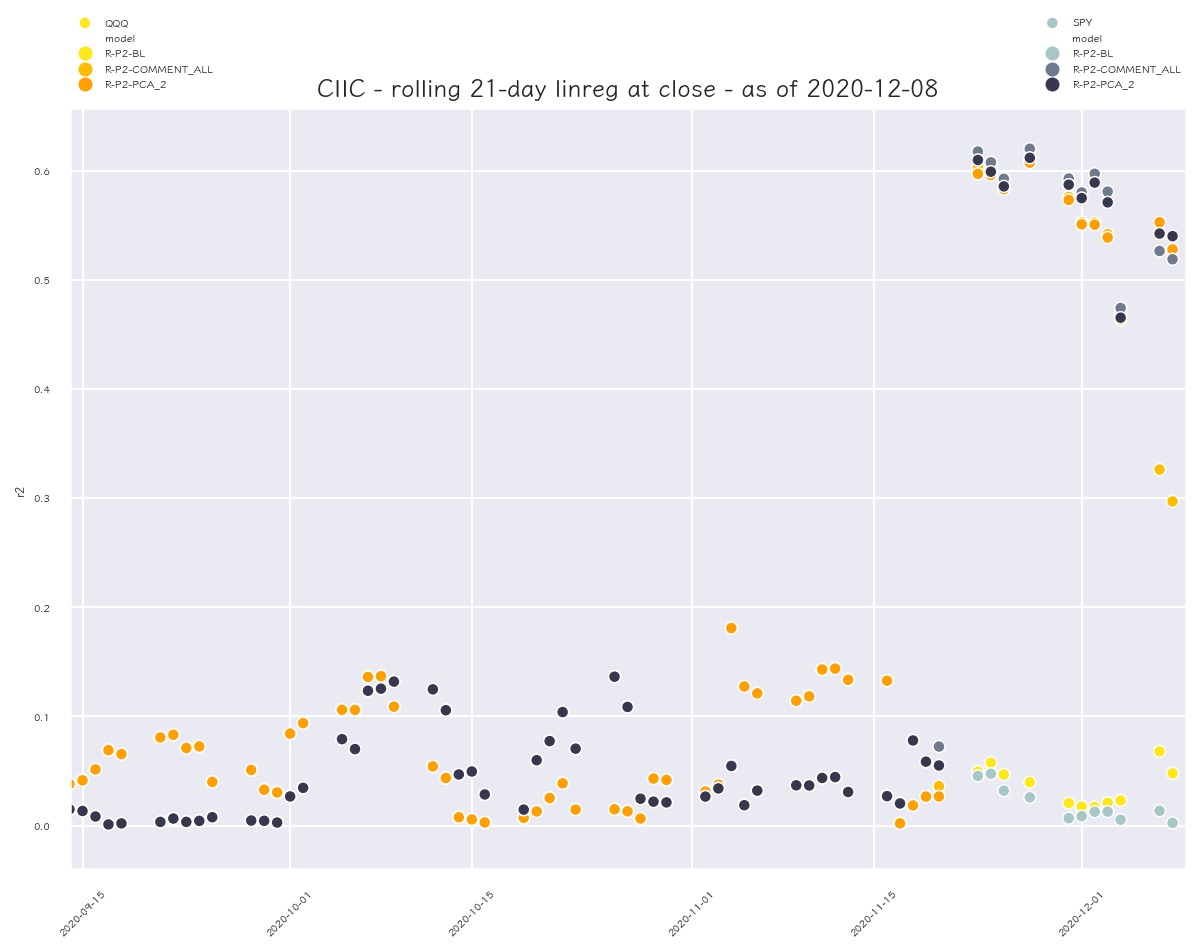 QQQ
model
R-P2-BL
R-P2-COMMENT_ALL
R-P2-PCA_2
SPY
model
R-P2-BL
R-P2-COMMENT_ALL
R-P2-PCA_2
CIIC - rolling 21-day linreg at close - as of 2020-12-08
r2
0.6
0.5
0.4
0.3
0.2
0.1
0.0
2020-09-15
2020-10-01
2020-10-15
2020-11-01
2020-11-15
2020-12-01